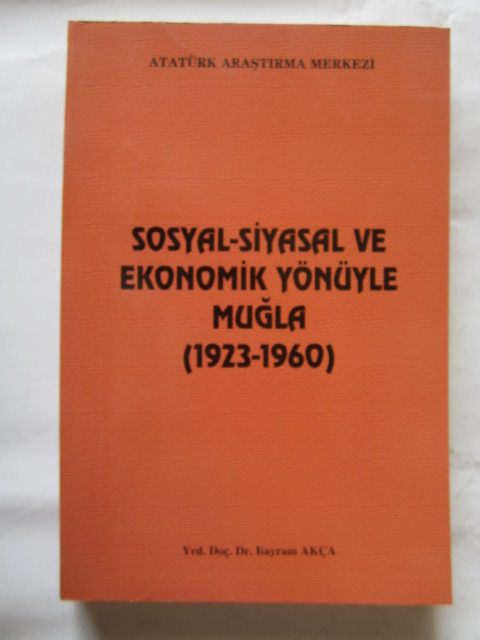 ATATÜRK ARAŞTIRMA MERKEZİ
SOSYAL-SİYASAL VE
EKONOMİK YÖNÜYLE
MUĞLA
(1923-1960)
Yrd. Doç. Dr. Bayram AKÇA